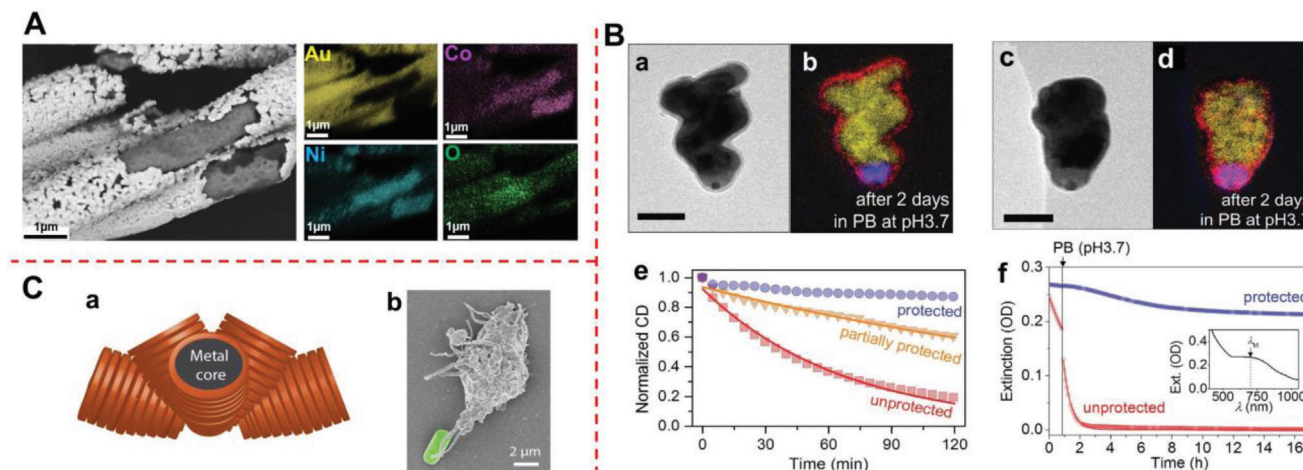 A
1μm
Au
1μm
Co
1μm
Ni
1μm
O
1μm
B
a
b
after 2 days
in PB at pH3.7
c
d
after 2 days
in PB at pH3.7
C
a
Metal
core
b
2 μm
e
Normalized CD
1.0
0.8
0.6
0.4
0.2
0.0
protected
partially protected
unprotected
0
30
60
90
120
Time (min)
f
PB (pH3.7)
Extinction (OD)
0.3
0.2
0.1
0.0
protected
unprotected
Ext. (OD)
0.4
0.2
0.0
λM
500
750
1000
λ (nm)
0
2
4
6
8
10
12
14
16
Time (h)